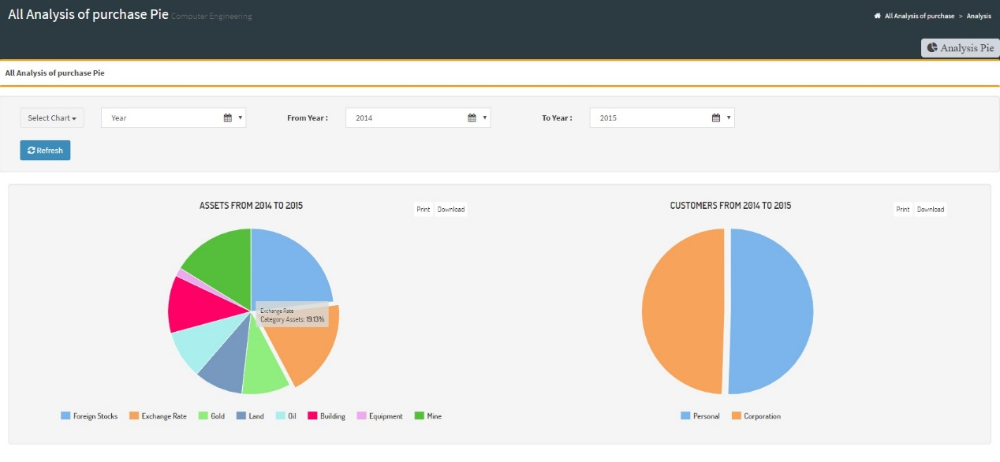 All Analysis of purchase Pie Computer Engineering
All Analysis of purchase > Analysis
Analysis Pie
All Analysis of purchase Pie
Select Chart Year From Year : 2014 To Year : 2015
Refresh
ASSETS FROM 2014 TO 2015
Print Download
Exchange Rate
Category Assets: 19.13%
Foreign Stocks Exchange Rate Gold Land Oil Building Equipment Mine
CUSTOMERS FROM 2014 TO 2015
Print Download
Personal Corporation